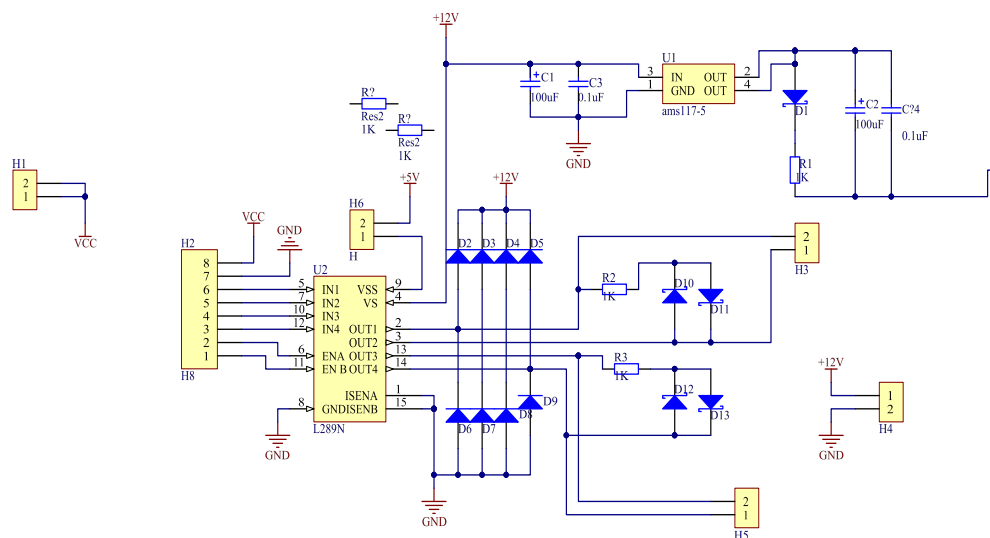 +12V
U1
3 IN OUT 2
1 GND OUT 4
ams117-5
C1
100uF
C3
0.1uF
GND
D1
R1
1K
C2
100uF
C?4
0.1uF
R?
Res2
1K
R?
Res2
1K
H1
2
1
VCC
+5V
+12V
H6
2
1
H
VCC
GND
H2
8
7
6
5
4
3
2
1
H8
U2
5 IN1 VSS 9
7 IN2 VS 4
10 IN3
12 IN4 OUT1 2
OUT2 3
6 ENA OUT3 13
11 EN B OUT4 14
ISENA 1
8 GNDISENB 15
L289N
GND
D2
D3
D4
D5
D6
D7
D8
D9
GND
R2
1K
D10
D11
2
1
H3
R3
1K
D12
D13
+12V
1
2
H4
GND
2
1
H5